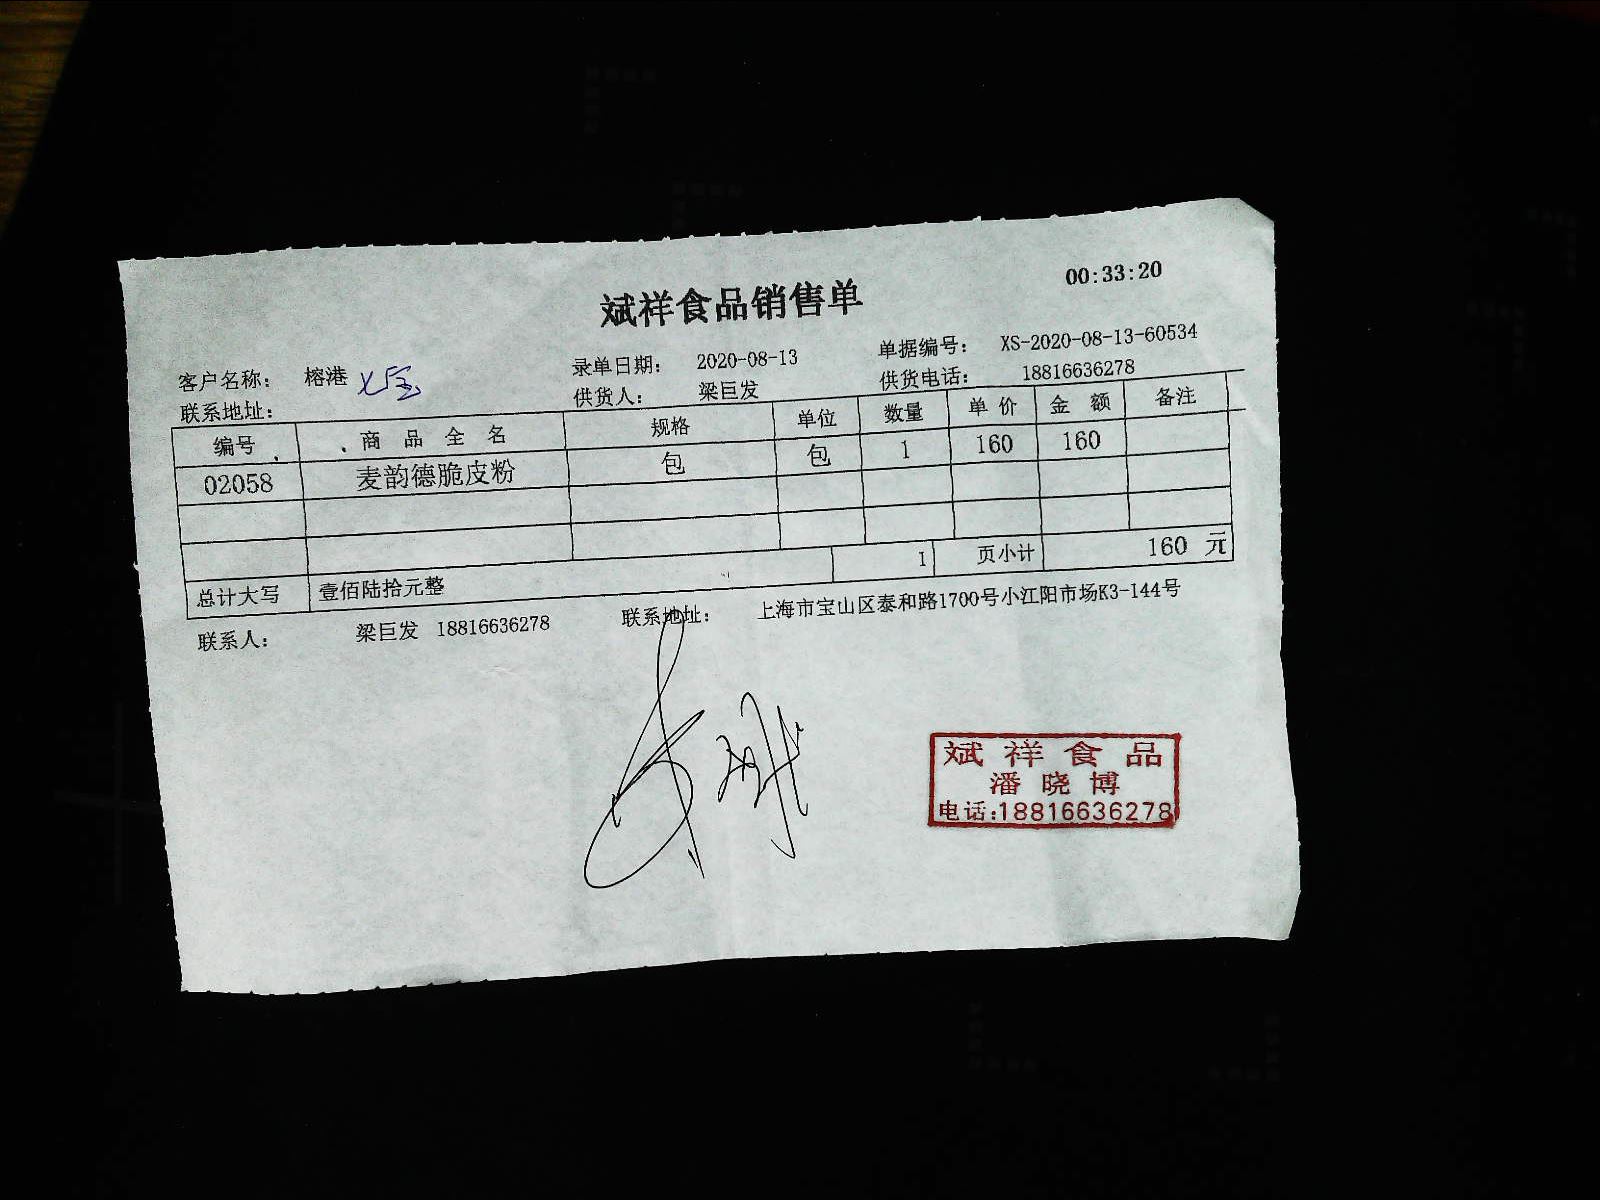 00:33:20
斌祥食品销售单
客户名称: 榕港 录单日期: 2020-08-13 单据编号: XS-2020-08-13-60534
联系地址: 供货人: 梁巨发 供货电话: 18816636278
编号 商品全名 规格 单位 数量 单价 金额 备注
02058 麦韵德脆皮粉 包 包 1 160 160
1 页小计 160 元
总计大写 壹佰陆拾元整
联系人: 梁巨发 18816636278 联系地址: 上海市宝山区泰和路1700号小江阳市场K3-144号
斌祥食品
潘晓博
电话:18816636278